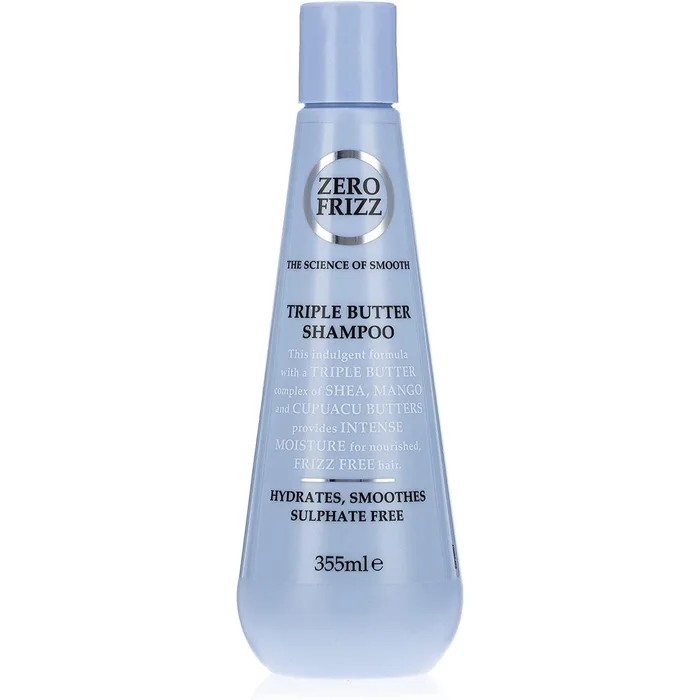 ZERO
FRIZZ
THE SCIENCE OF SMOOTH
TRIPLE BUTTER
SHAMPOO
This indulgent formula
with a TRIPLE BUTTER
complex of SHEA, MANGO
and CUPUACU BUTTERS
provides INTENSE
MOISTURE for nourished,
FRIZZ FREE hair.
HYDRATES, SMOOTHES
SULPHATE FREE
355ml e